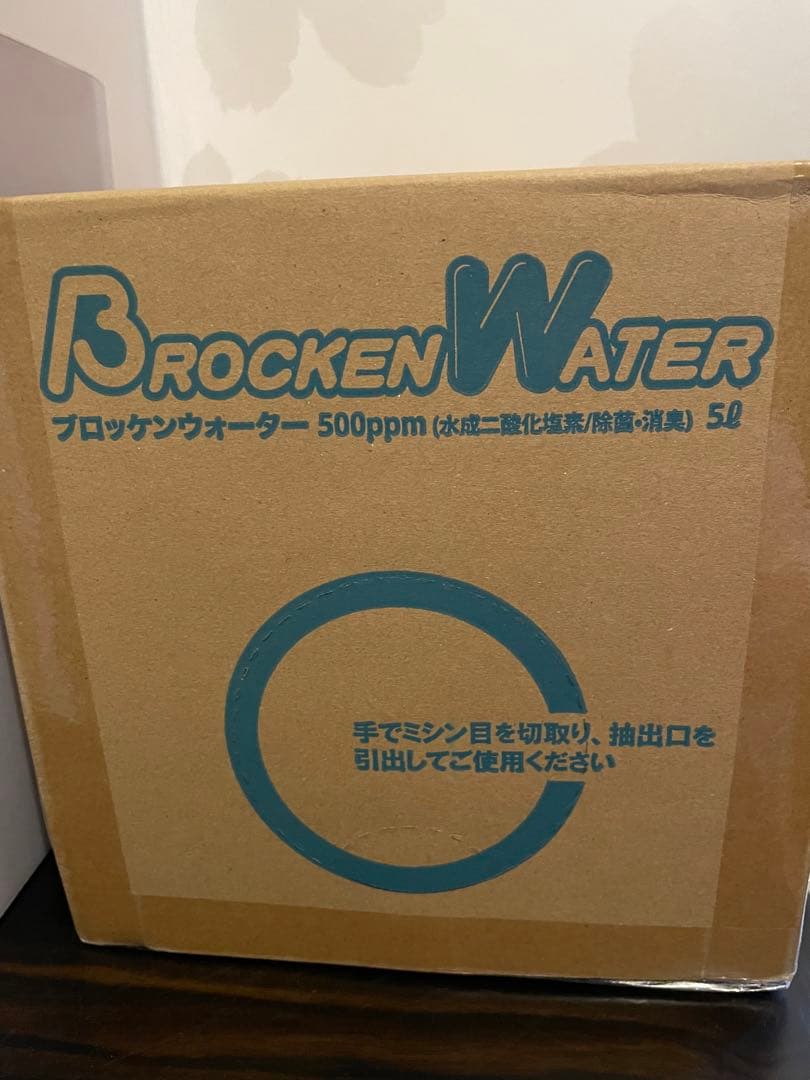 BROCKEN WATER
ブロッケンウォーター 500ppm (水成二酸化塩素/除菌・消臭) 5ℓ
手でミシン目を切取り、抽出口を
引出してご使用ください